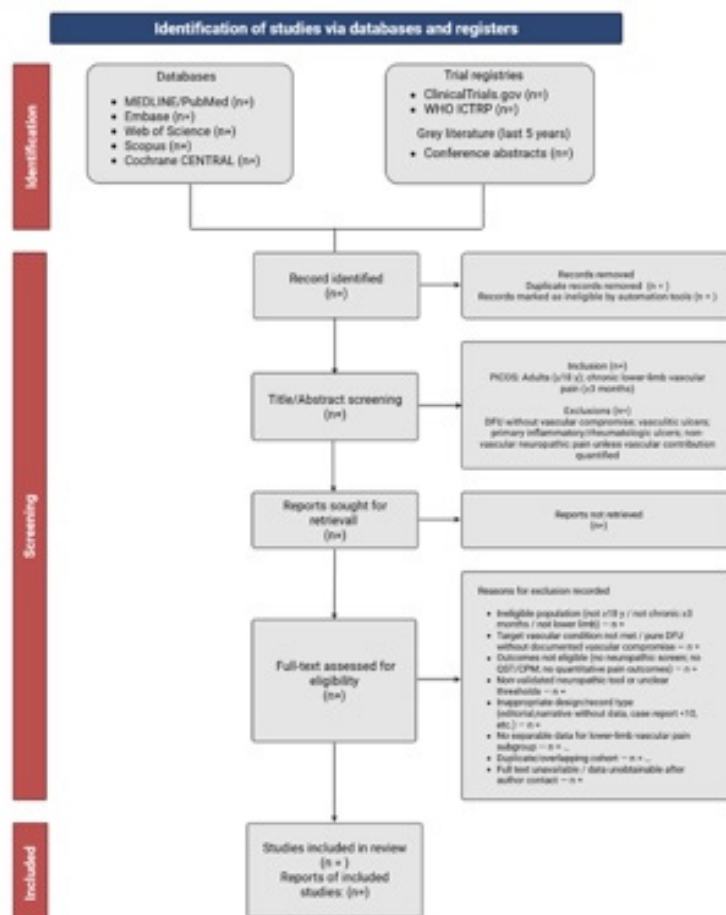 Identification of studies via databases and registers
Identification
Databases
• MEDLINE/PubMed (n=)
• Embase (n=)
• Web of Science (n=)
• Scopus (n=)
• Cochrane CENTRAL (n=)
Trial registries
• ClinicalTrials.gov (n=)
• WHO ICTRP (n=)
Grey literature (last 5 years)
• Conference abstracts (n=)
Screening
Record identified
(n=)
Records removed
Duplicate records removed (n = )
Records marked as ineligible by automation tools (n = )
Title/Abstract screening
(n=)
Inclusion (n=)
PICOS: Adults (≥18 y); chronic lower-limb vascular
pain (≥3 months)
Exclusions (n=)
DFU without vascular compromise; vasculitic ulcers;
primary inflammatory/rheumatologic ulcers; non-
vascular neuropathic pain unless vascular contribution
quantified
Reports sought for
retrievall
(n=)
Reports not retrieved
(n=)
Full-text assessed for
eligibility
(n=)
Reasons for exclusion recorded
• Ineligible population (not ≥18 y / not chronic ≥3
months / not lower limb) – n =
• Target vascular condition not met / pure DFU
without documented vascular compromise – n =
• Outcomes not eligible (no neuropathic screen; no
QST/CPM; no quantitative pain outcomes) – n =
• Non-validated neuropathic tool or unclear
thresholds – n =
• Inappropriate design/record type
(editorial,narrative without data, case report <10,
etc.) – n =
• No separable data for lower-limb vascular pain
subgroup – n = …
• Duplicate/overlapping cohort – n = …
• Full text unavailable / data unobtainable after
author contact – n =
Included
Studies included in review
(n = )
Reports of included
studies: (n=)